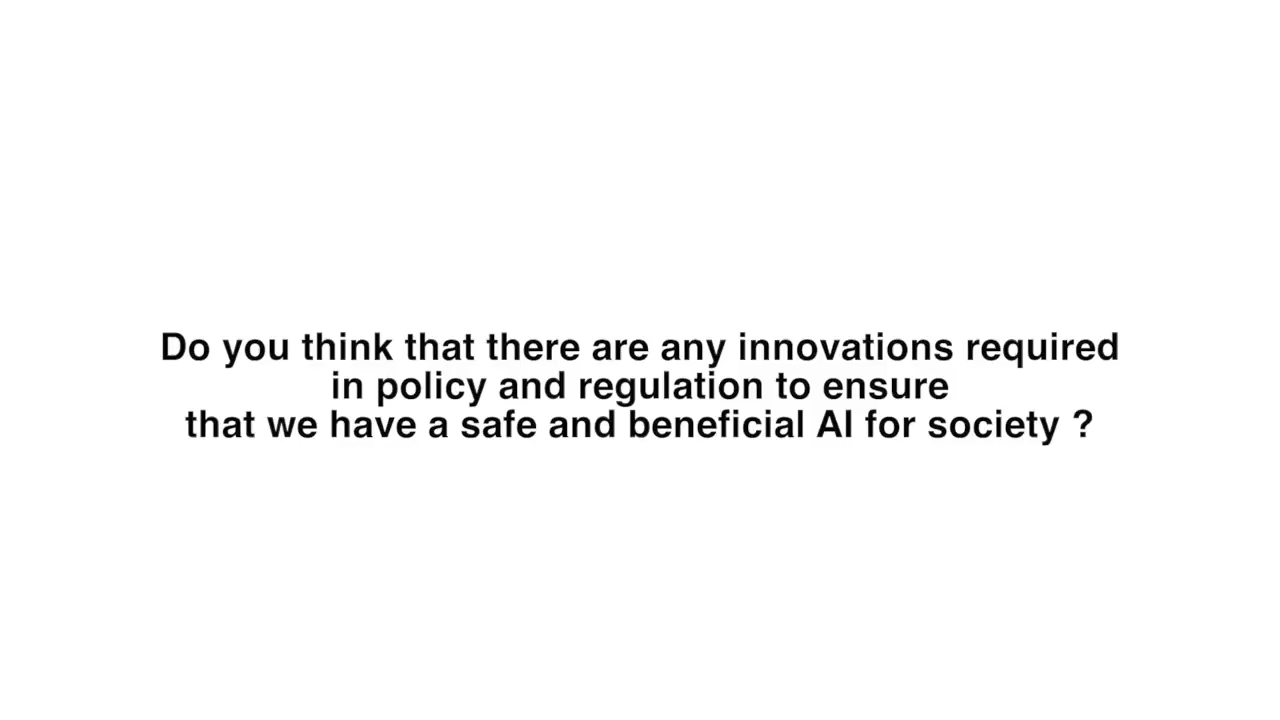 Do you think that there are any innovations required
in policy and regulation to ensure
that we have a safe and beneficial AI for society ?